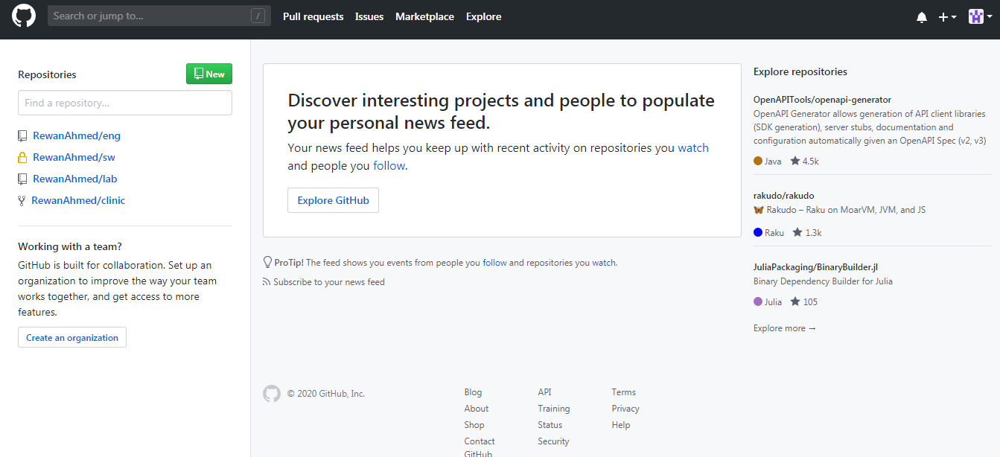 Search or jump to...
/
Pull requests
Issues
Marketplace
Explore
Repositories
New
Find a repository...
RewanAhmed/eng
RewanAhmed/sw
RewanAhmed/lab
RewanAhmed/clinic
Working with a team?
GitHub is built for collaboration. Set up an
organization to improve the way your team
works together, and get access to more
features.
Create an organization
Discover interesting projects and people to populate
your personal news feed.
Your news feed helps you keep up with recent activity on repositories you watch
and people you follow.
Explore GitHub
ProTip! The feed shows you events from people you follow and repositories you watch.
Subscribe to your news feed
Explore repositories
OpenAPITools/openapi-generator
OpenAPI Generator allows generation of API client libraries
(SDK generation), server stubs, documentation and
configuration automatically given an OpenAPI Spec (v2, v3)
Java 4.5k
rakudo/rakudo
🦋 Rakudo – Raku on MoarVM, JVM, and JS
Raku 1.3k
JuliaPackaging/BinaryBuilder.jl
Binary Dependency Builder for Julia
Julia 105
Explore more →
© 2020 GitHub, Inc.
Blog
About
Shop
Contact
GitHub
API
Training
Status
Security
Terms
Privacy
Help